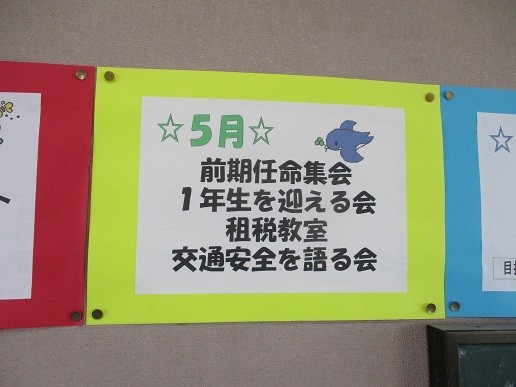 ☆5月☆
前期任命集会
1年生を迎える会
租税教室
交通安全を語る会
☆